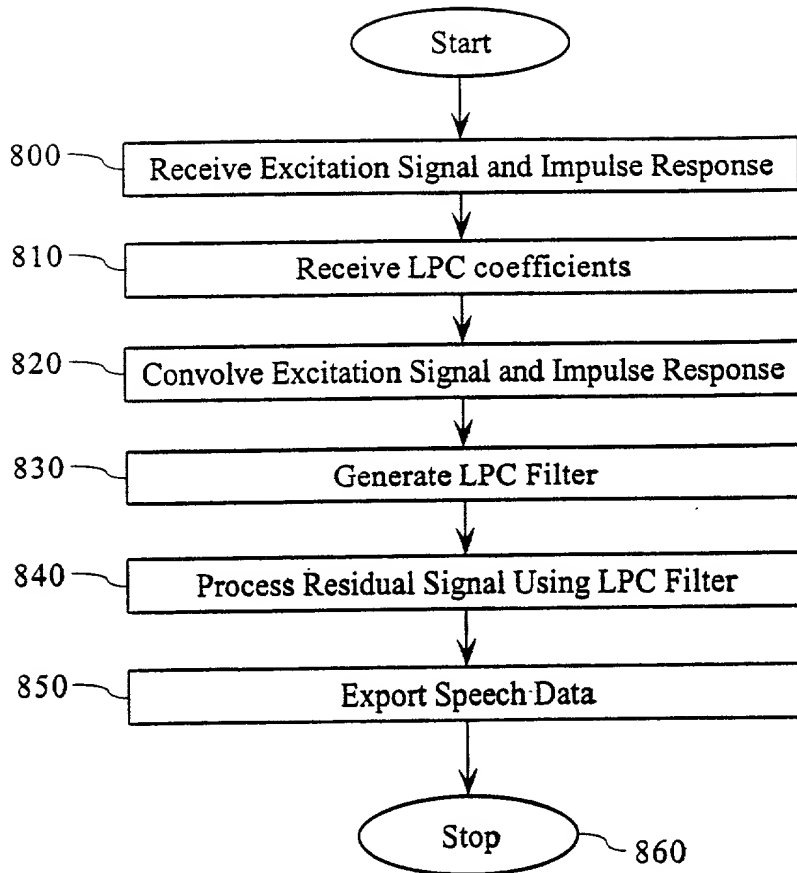 Start
800
Receive Excitation Signal and Impulse Response
810
Receive LPC coefficients
820
Convolve Excitation Signal and Impulse Response
830
Generate LPC Filter
840
Process Residual Signal Using LPC Filter
850
Export Speech Data
Stop
860